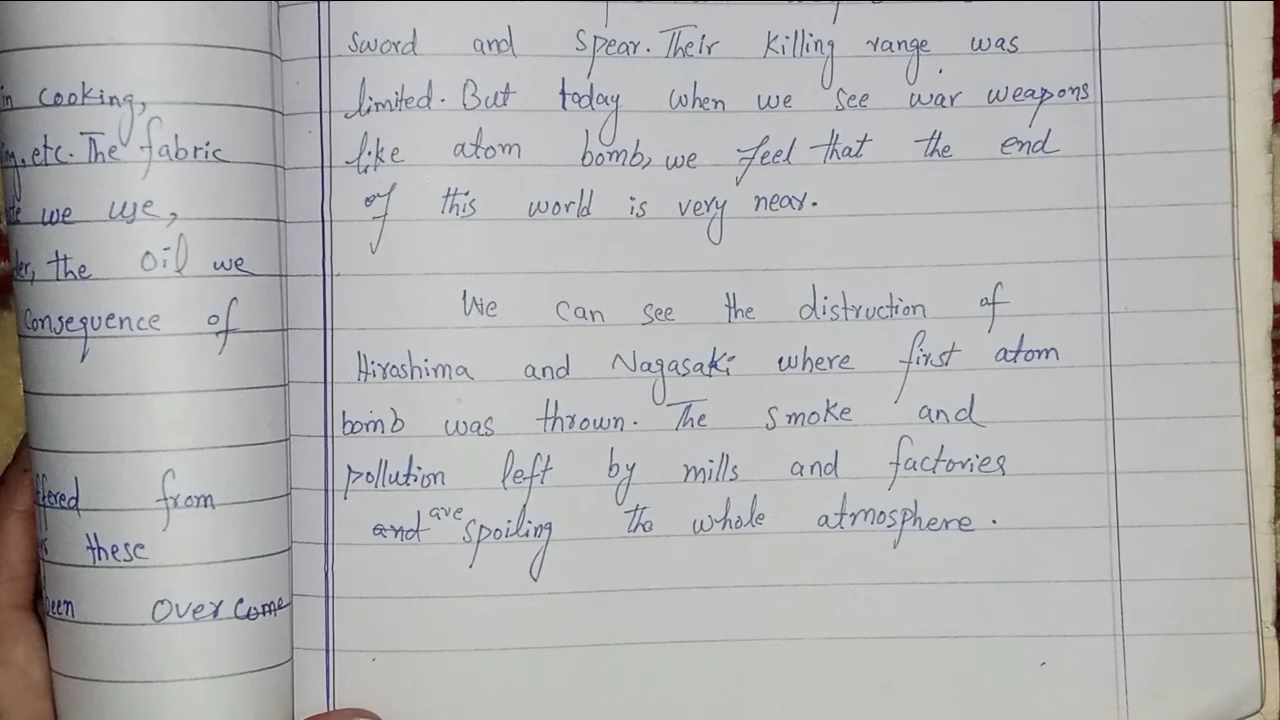 in cooking,
etc. The fabric
we use,
the oil we
consequence of
from
these
been overcome
sword and spear. Their killing range was
limited. But today when we see war weapons
like atom bomb, we feel that the end
of this world is very near.
We can see the distruction of
Hiroshima and Nagasaki where first atom
bomb was thrown. The smoke and
pollution left by mills and factories
and are spoiling the whole atmosphere.